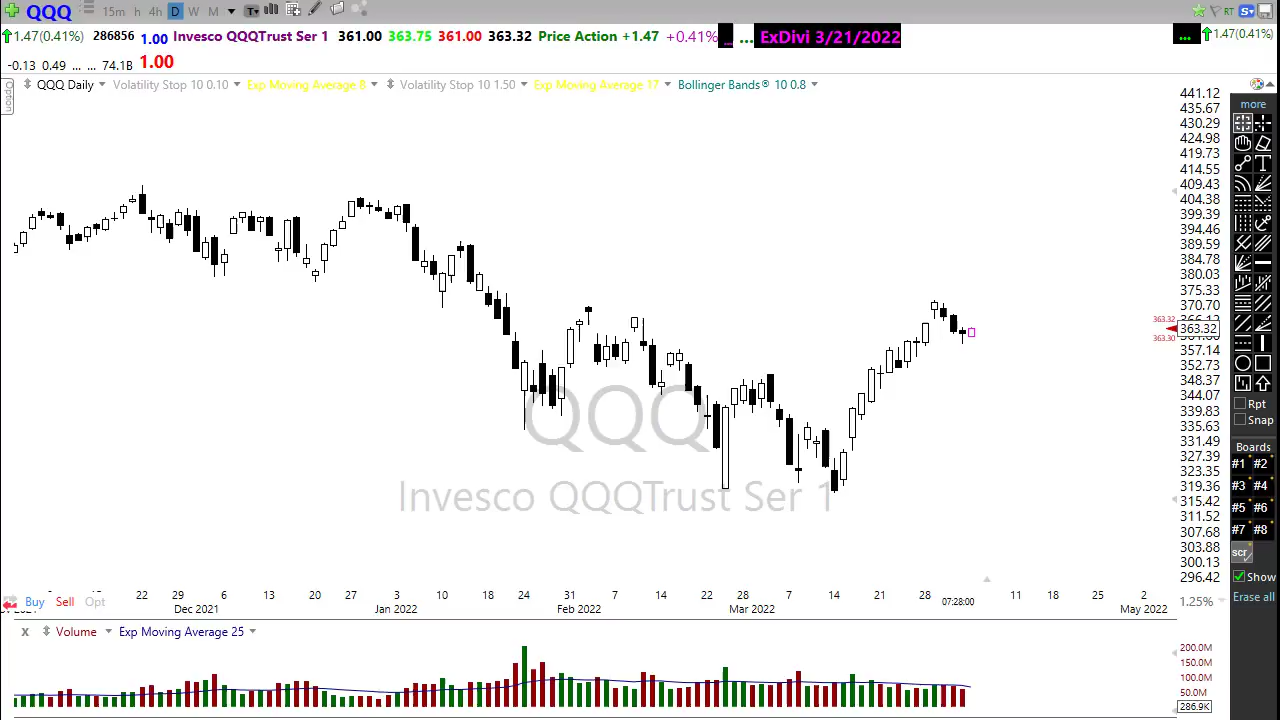 QQQ 15m h 4h D W M T RT S
1.47(0.41%) 286856 1.00 Invesco QQQTrust Ser 1 361.00 363.75 361.00 363.32 Price Action +1.47 +0.41% ... ... ExDivi 3/21/2022 ... 1.47(0.41%)
-0.13 0.49 ... ... 74.1B 1.00
Option
QQQ Daily Volatility Stop 10 0.10 Exp Moving Average 8 Volatility Stop 10 1.50 Exp Moving Average 17 Bollinger Bands® 10 0.8
441.12
435.67
430.29
424.98
419.73
414.55
409.43
404.38
399.39
394.46
389.59
384.78
380.03
375.33
370.70
363.32
363.32
363.30
357.14
352.73
348.37
344.07
339.83
335.63
331.49
327.39
323.35
319.36
315.42
311.52
307.68
303.88
300.13
296.42
QQQ
Invesco QQQTrust Ser 1
more
T
Rpt
Snap
Boards
#1 #2
#3 #4
#5 #6
#7 #8
scr
Show
Erase all
22 29 6 13 20 27 3 10 18 24 31 7 14 22 28 7 14 21 28 07:28:00 11 18 25 2
Dec 2021 Jan 2022 Feb 2022 Mar 2022 May 2022
Buy Sell Opt
1.25%
x Volume Exp Moving Average 25
200.0M
150.0M
100.0M
50.0M
286.9K